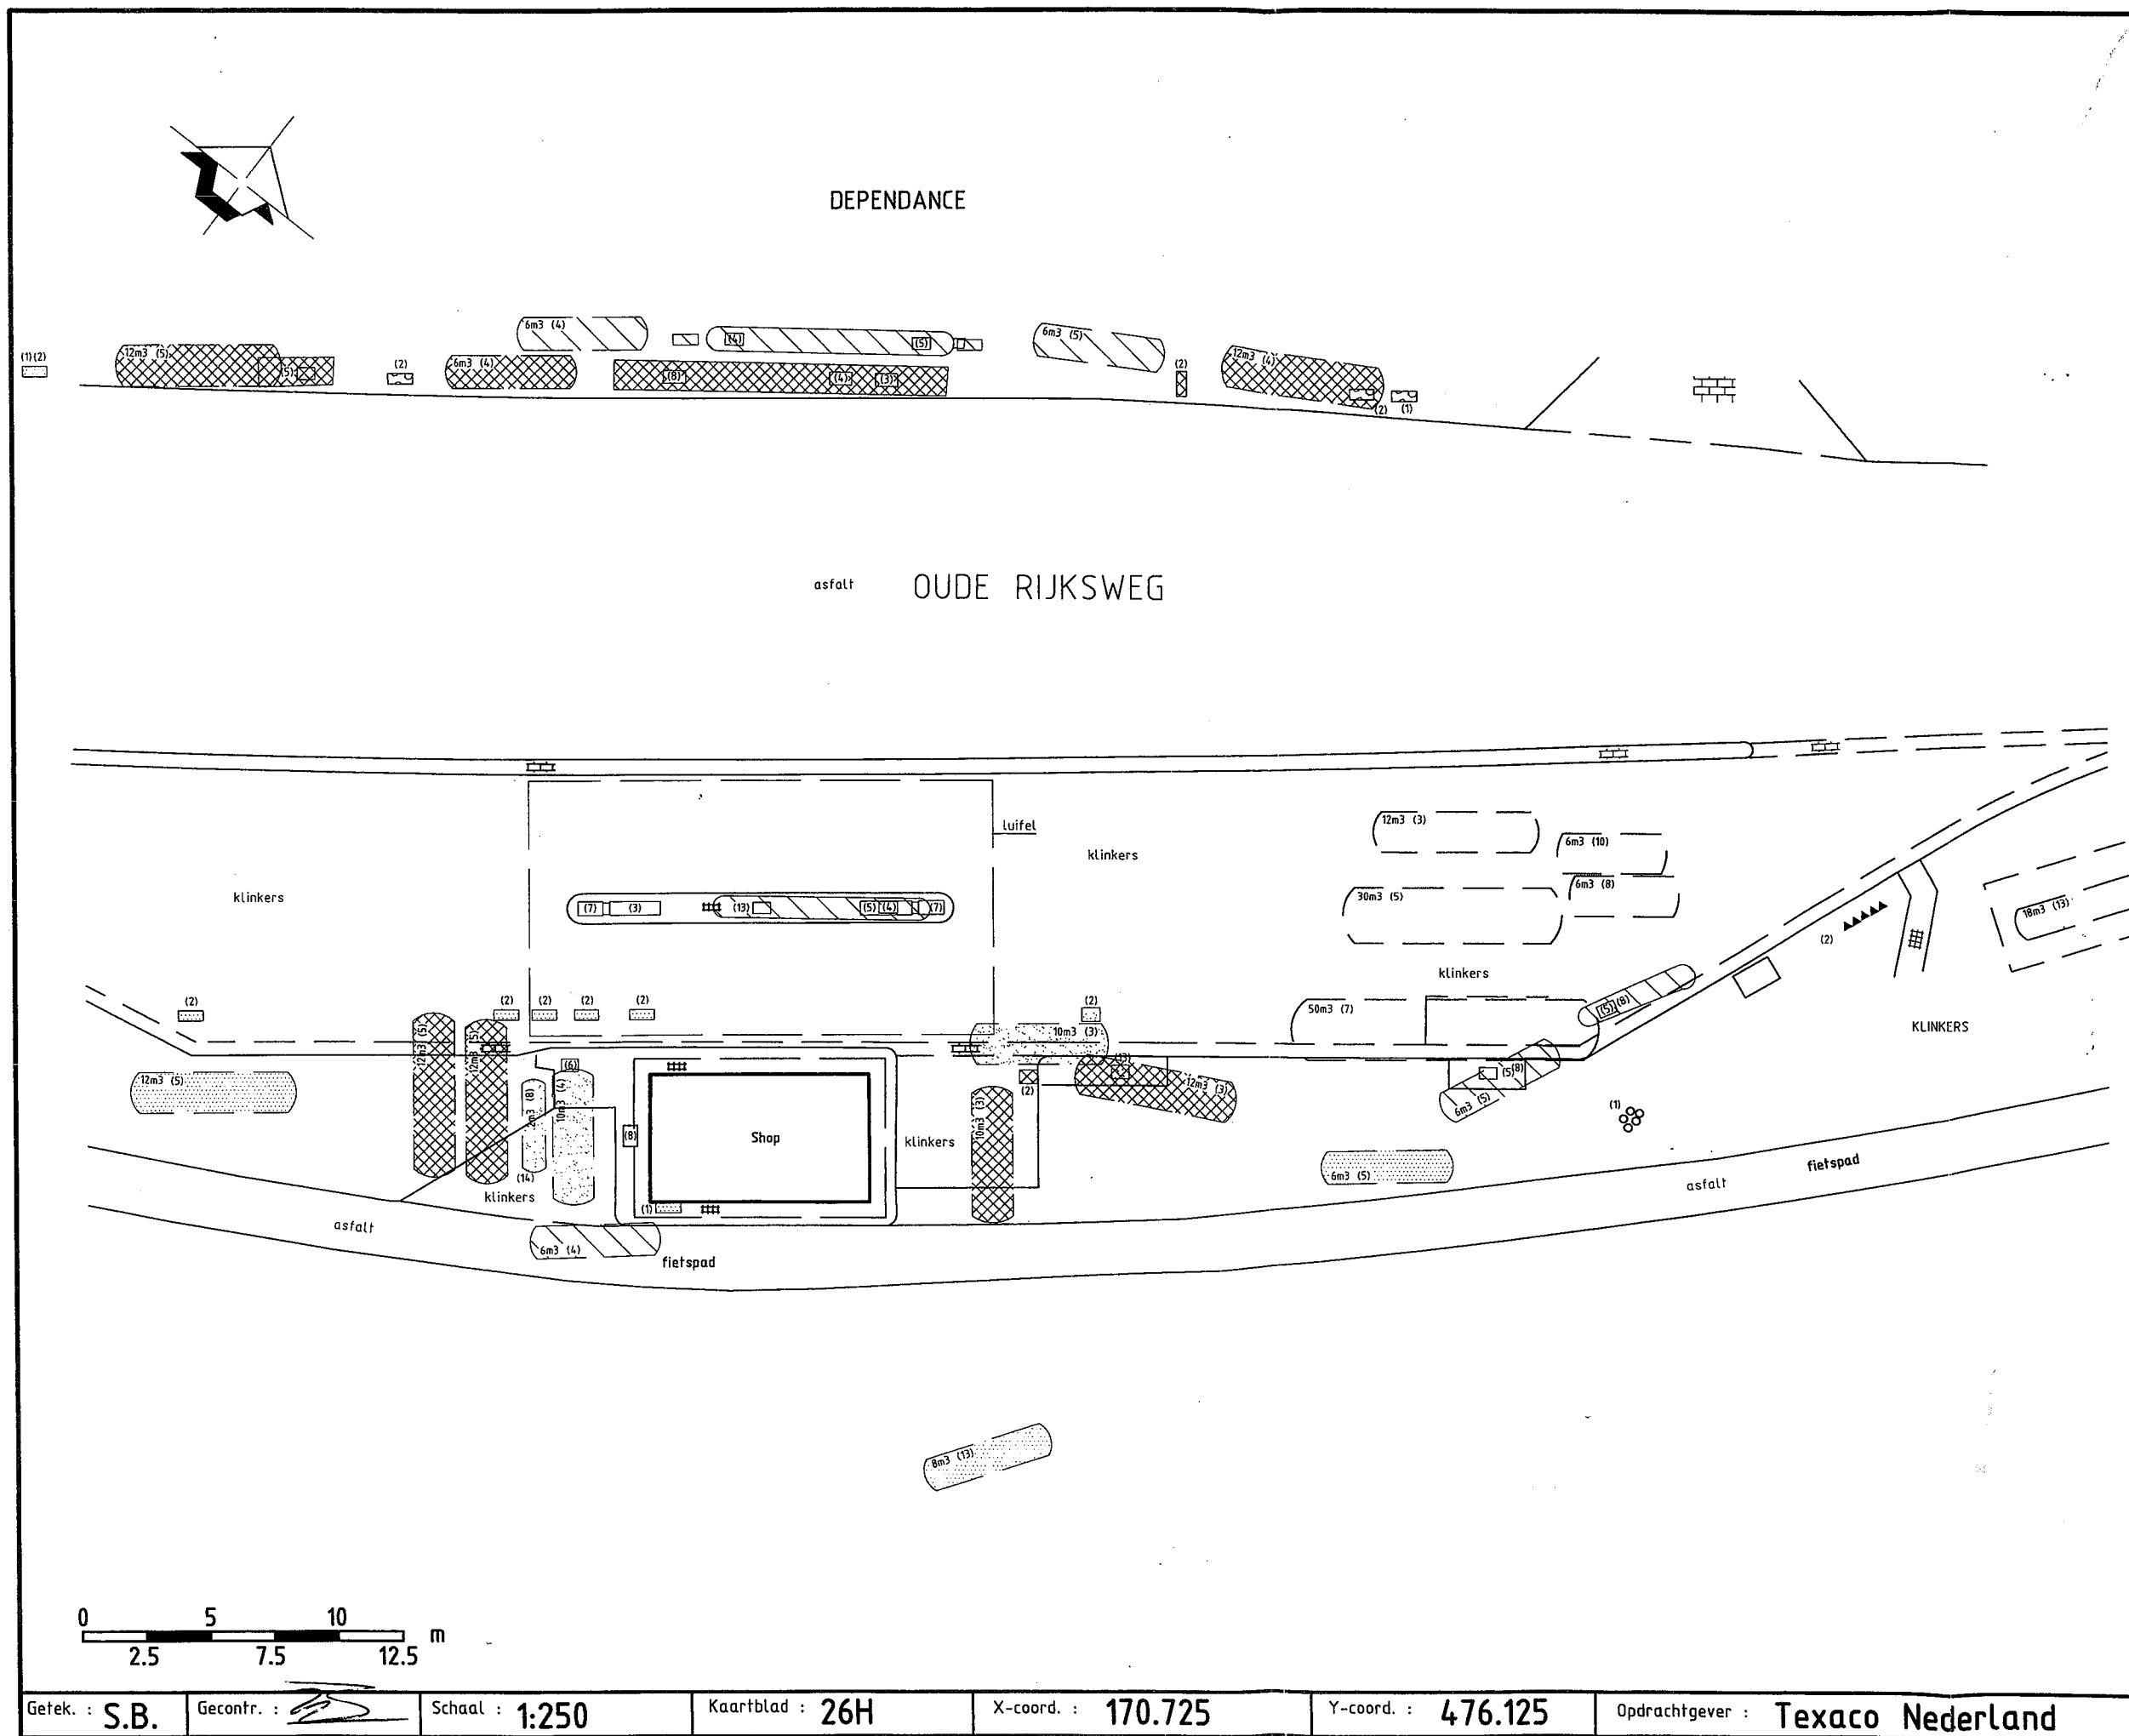 DEPENDANCE
6m3 (4)
(4)
(5)
6m3 (5)
(1)(2)
12m3 (5)
(5)
(2)
6m3 (4)
(8)
(4)
(3)
(2)
12m3 (4)
(2) (1)
asfalt OUDE RIJKSWEG
luifel
klinkers
klinkers
12m3 (3)
6m3 (10)
6m3 (8)
30m3 (5)
(7) (3) (13) (5) (4) (7)
18m3 (13)
(2)
klinkers
(2) (2) (2) (2) (2) (2)
50m3 (7)
(5) (8)
KLINKERS
12m3 (5)
12m3 (5)
12m3 (5)
10m3 (3)
(6)
(13)
12m3 (3)
(2)
2m3 (8)
10m3 (4)
(5) (8)
6m3 (5)
(1)
(8)
Shop
klinkers
10m3 (3)
(14)
klinkers
(1)
6m3 (5)
fietspad
asfalt
asfalt
6m3 (4)
fietspad
8m3 (13)
0 5 10
m
2.5 7.5 12.5
Getek. : S.B. Gecontr. : Schaal : 1:250 Kaartblad : 26H X-coord. : 170.725 Y-coord. : 476.125 Opdrachtgever : Texaco Nederland